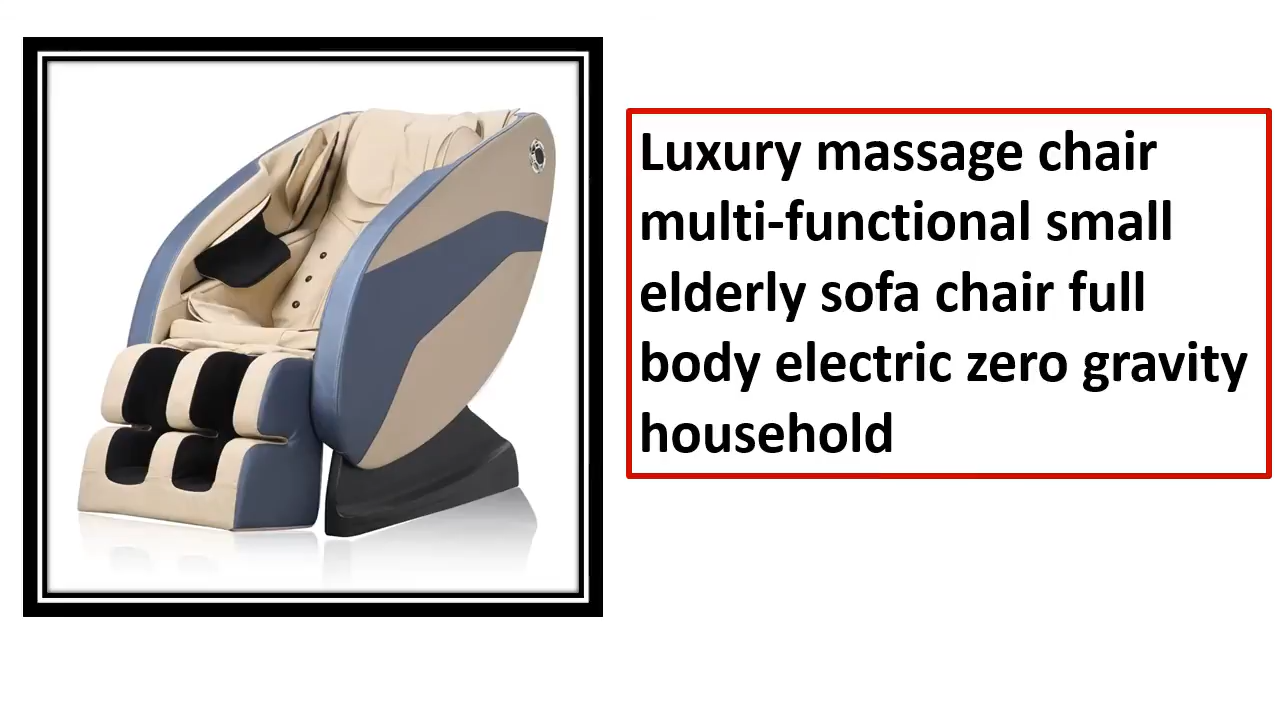 Luxury massage chair
multi-functional small
elderly sofa chair full
body electric zero gravity
household